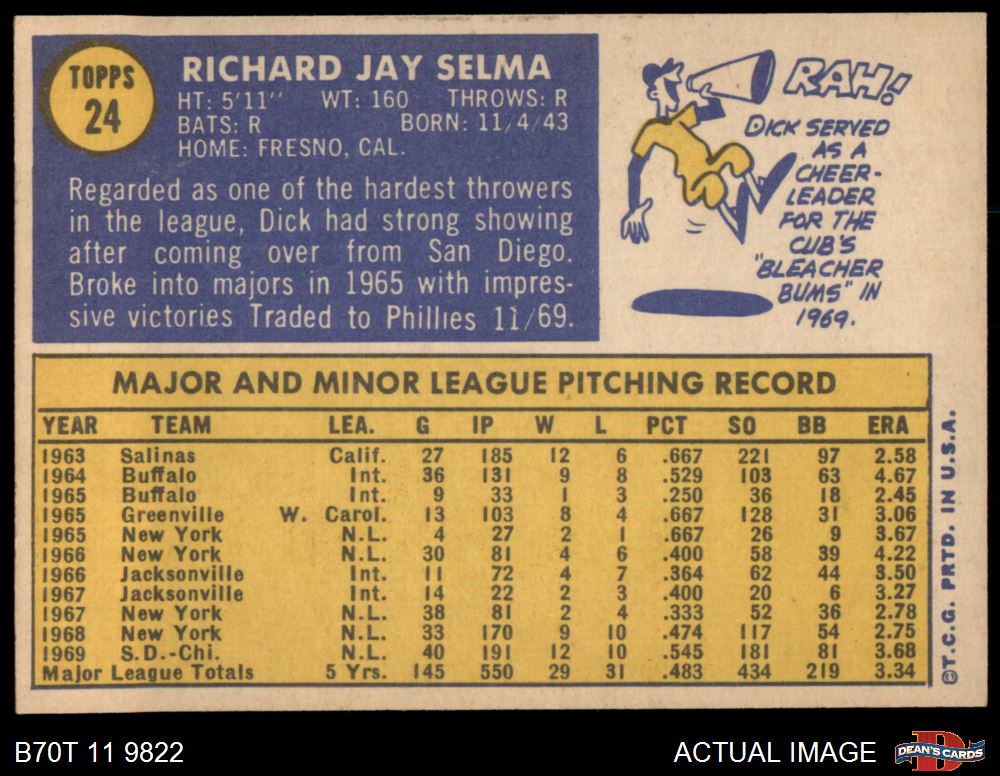 TOPPS
24
RICHARD JAY SELMA
HT: 5'11" WT: 160 THROWS: R
BATS: R BORN: 11/4/43
HOME: FRESNO, CAL.
Regarded as one of the hardest throwers
in the league, Dick had strong showing
after coming over from San Diego.
Broke into majors in 1965 with impres-
sive victories Traded to Phillies 11/69.
RAH!
DICK SERVED
AS A
CHEER-
LEADER
FOR THE
CUB'S
"BLEACHER
BUMS" IN
1969.
MAJOR AND MINOR LEAGUE PITCHING RECORD
YEAR TEAM LEA. G IP W L PCT SO BB ERA
1963 Salinas Calif. 27 185 12 6 .667 221 97 2.58
1964 Buffalo Int. 36 131 9 8 .529 103 63 4.67
1965 Buffalo Int. 9 33 1 3 .250 36 18 2.45
1965 Greenville W. Carol. 13 103 8 4 .667 128 31 3.06
1965 New York N.L. 4 27 2 1 .667 26 9 3.67
1966 New York N.L. 30 81 4 6 .400 58 39 4.22
1966 Jacksonville Int. 11 72 4 7 .364 62 44 3.50
1967 Jacksonville Int. 14 22 2 3 .400 20 6 3.27
1967 New York N.L. 38 81 2 4 .333 52 36 2.78
1968 New York N.L. 33 170 9 10 .474 117 54 2.75
1969 S.D.-Chi. N.L. 40 191 12 10 .545 181 81 3.68
Major League Totals 5 Yrs. 145 550 29 31 .483 434 219 3.34
©T.C.G. PRTD. IN U.S.A.
B70T 11 9822
ACTUAL IMAGE
D
DEAN'S CARDS